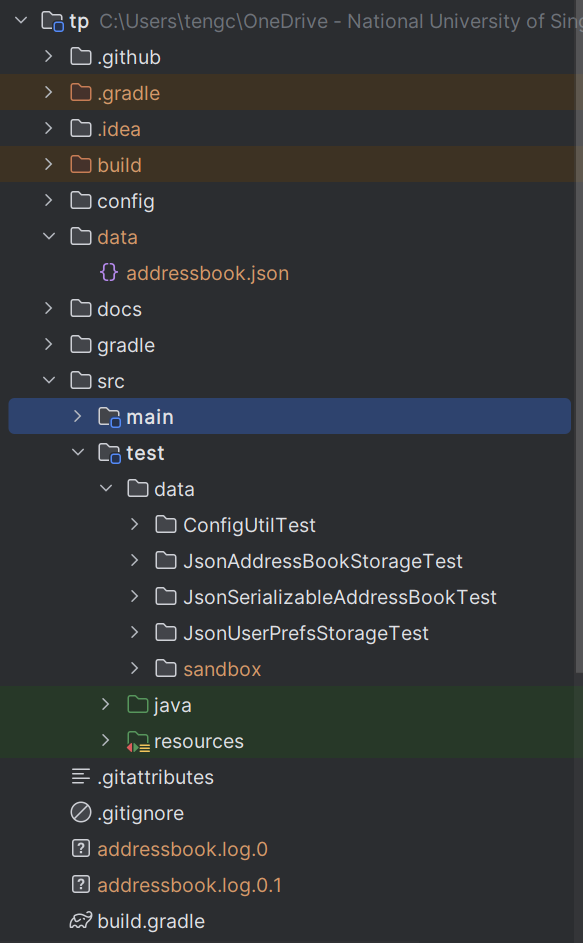 tp C:\Users\tengc\OneDrive - National University of Sing
.github
.gradle
.idea
build
config
data
{} addressbook.json
docs
gradle
src
main
test
data
ConfigUtilTest
JsonAddressBookStorageTest
JsonSerializableAddressBookTest
JsonUserPrefsStorageTest
sandbox
java
resources
.gitattributes
.gitignore
? addressbook.log.0
? addressbook.log.0.1
build.gradle